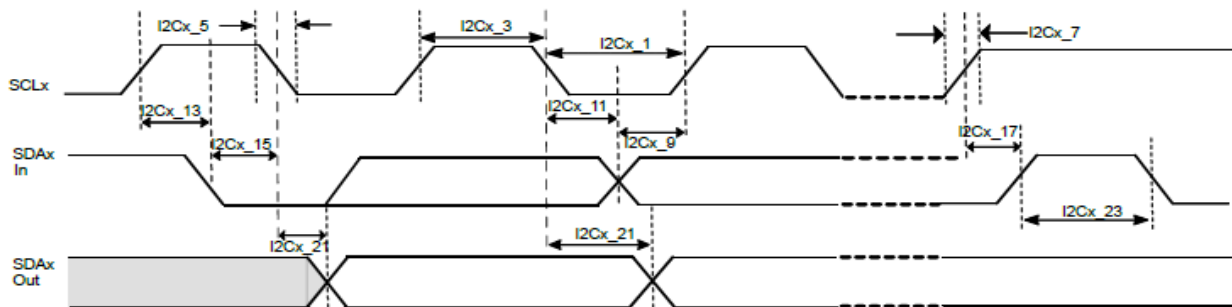 I2Cx_5
I2Cx_3
I2Cx_1
I2Cx_7
SCLx
I2Cx_13
I2Cx_11
I2Cx_15
I2Cx_9
I2Cx_17
SDAx
In
I2Cx_23
I2Cx_21
I2Cx_21
SDAx
Out